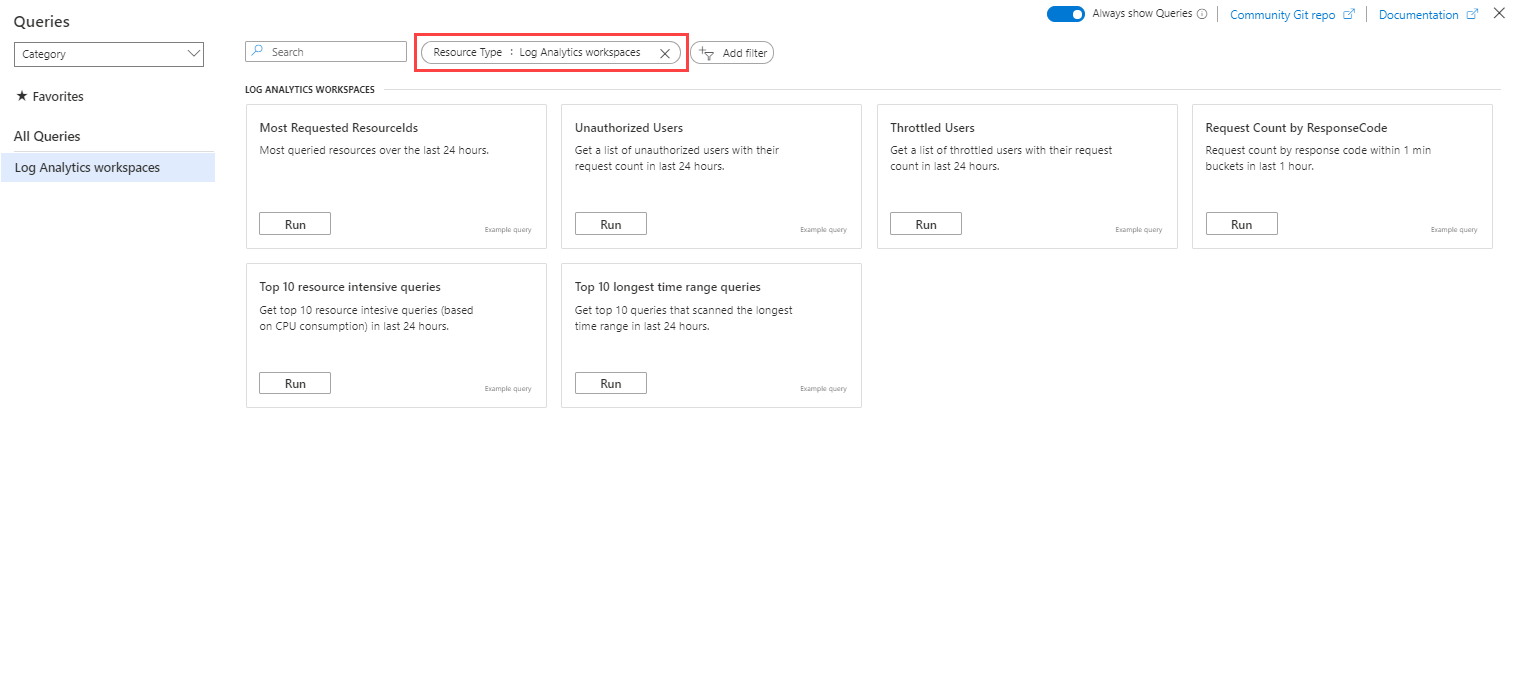 Queries
Always show Queries
Community Git repo
Documentation
Category
Search
Resource Type : Log Analytics workspaces
Add filter
★ Favorites
All Queries
Log Analytics workspaces
LOG ANALYTICS WORKSPACES
Most Requested ResourceIds
Most queried resources over the last 24 hours.
Run
Example query
Unauthorized Users
Get a list of unauthorized users with their
request count in last 24 hours.
Run
Example query
Throttled Users
Get a list of throttled users with their request
count in last 24 hours.
Run
Example query
Request Count by ResponseCode
Request count by response code within 1 min
buckets in last 1 hour.
Run
Example query
Top 10 resource intensive queries
Get top 10 resource intesive queries (based
on CPU consumption) in last 24 hours.
Run
Example query
Top 10 longest time range queries
Get top 10 queries that scanned the longest
time range in last 24 hours.
Run
Example query